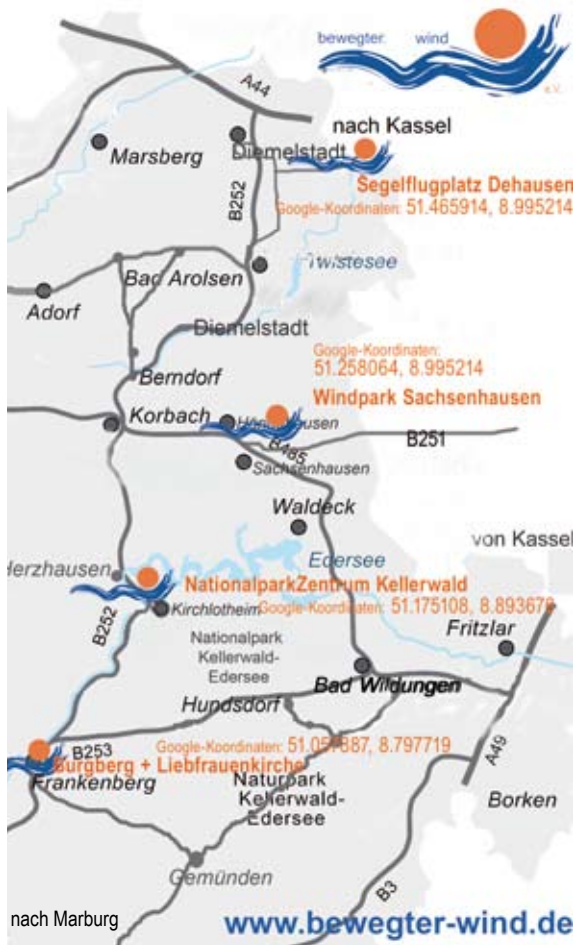 bewegter wind
e.V.
A44
nach Kassel
Marsberg
Diemelstadt
Segelflugplatz Dehausen
B252
Google-Koordinaten: 51.465914, 8.995214
Twistesee
Bad Arolsen
Adorf
Diemelstadt
Google-Koordinaten:
51.258064, 8.995214
Berndorf
Windpark Sachsenhausen
Korbach
B251
B485
Sachsenhausen
Waldeck
von Kassel
Edersee
Herzhausen
NationalparkZentrum Kellerwald
Kirchlotheim
Google-Koordinaten: 51.175108, 8.893678
B252
Fritzlar
Nationalpark
Kellerwald-
Edersee
Bad Wildungen
Hundsdorf
B253
Google-Koordinaten: 51.057887, 8.797719
A49
Burgberg + Liebfrauenkirche
Frankenberg
Naturpark
Kellerwald-
Edersee
Borken
Gemünden
B3
nach Marburg
www.bewegter-wind.de